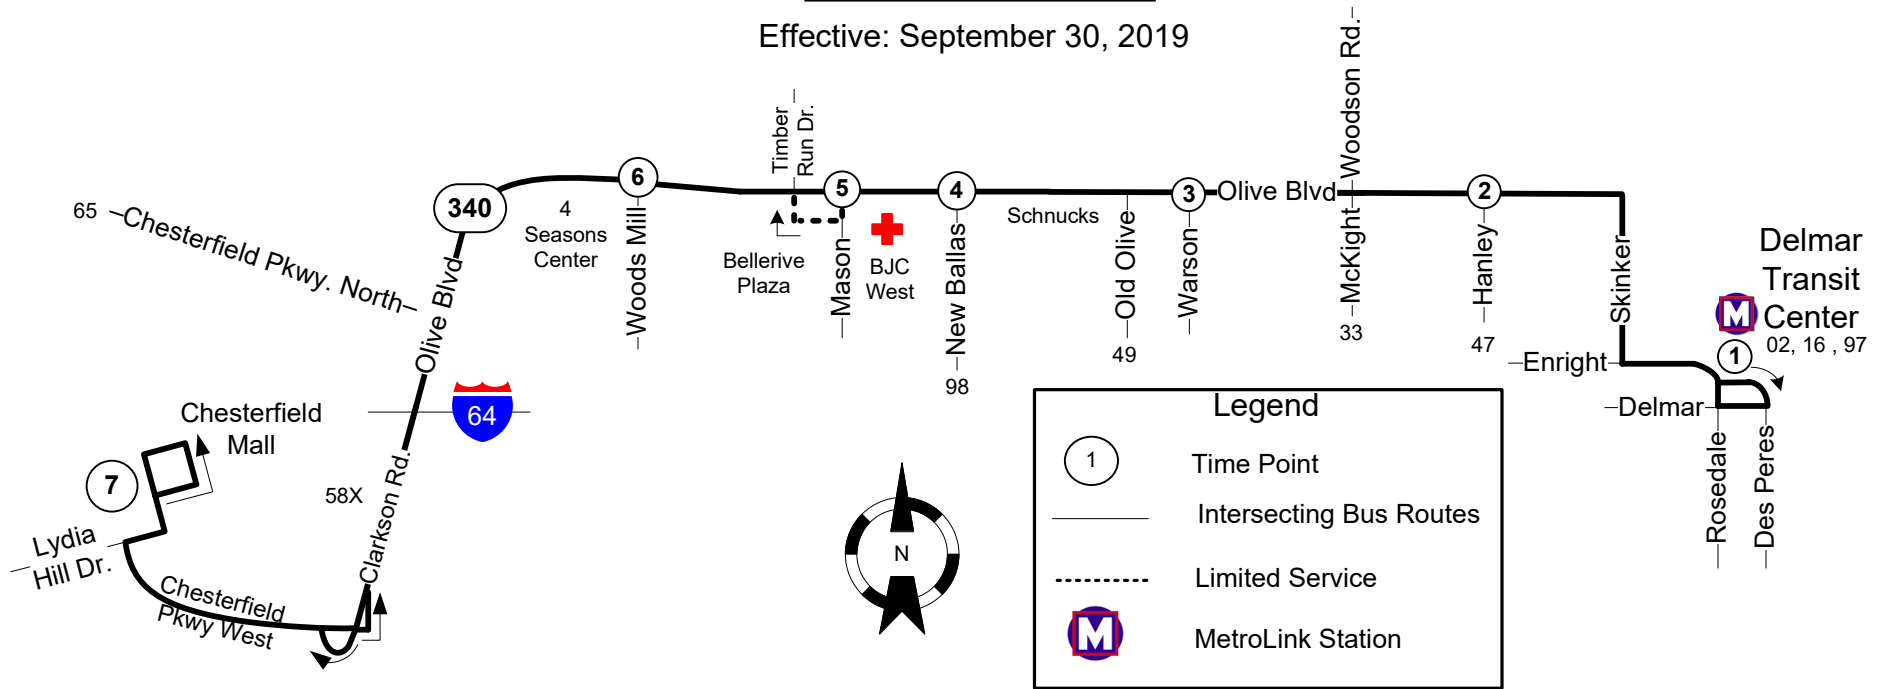 Effective: September 30, 2019
Woodson Rd.
Timber
Run Dr.
6
5
4
3
Olive Blvd
2
340
65
Chesterfield Pkwy. North
4
Seasons
Center
Woods Mill
Bellerive
Plaza
Mason
BJC
West
New Ballas
98
Schnucks
Old Olive
49
Warson
McKight
33
Hanley
47
Skinker
Delmar
Transit
Center
M
02, 16 , 97
1
Enright
Delmar
Rosedale
Des Peres
Olive Blvd
64
Chesterfield
Mall
7
58X
Clarkson Rd.
Lydia
Hill Dr.
Chesterfield
Pkwy West
N
Legend
1
Time Point
Intersecting Bus Routes
Limited Service
M
MetroLink Station